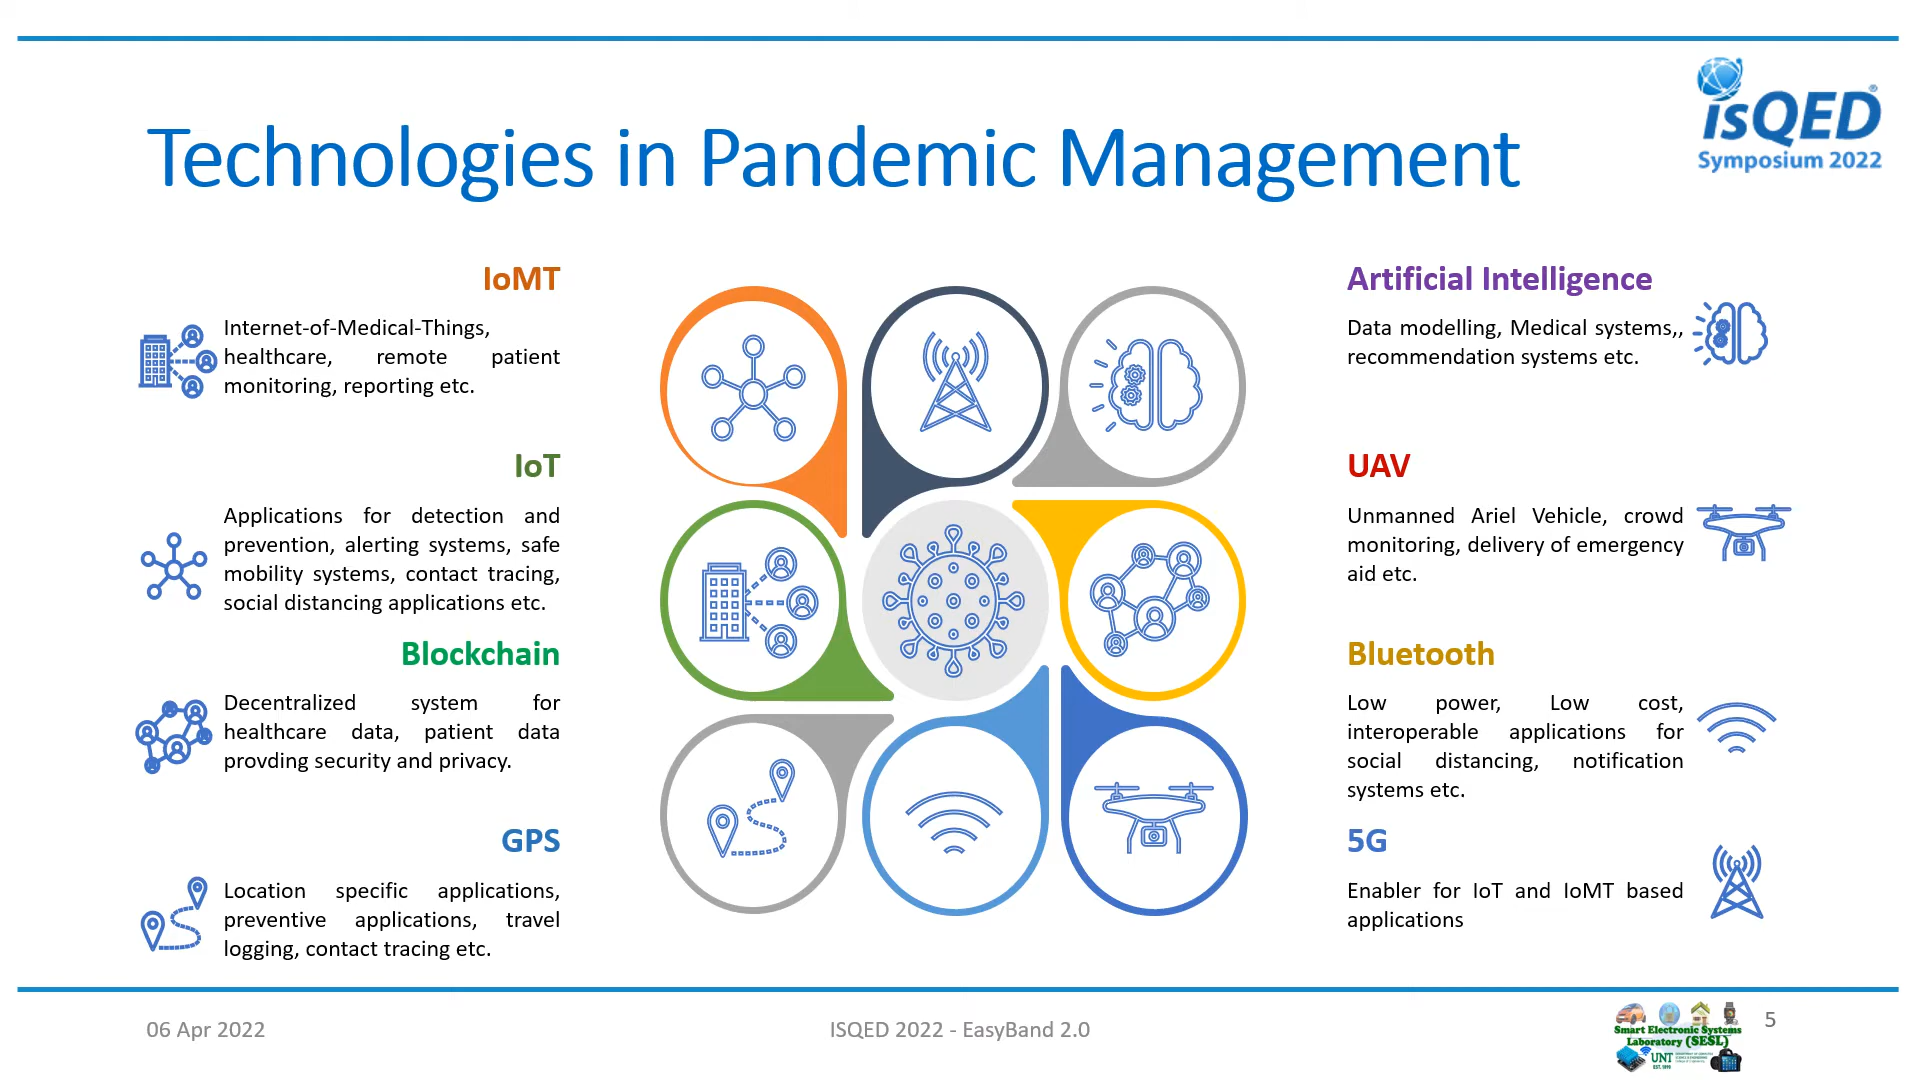 isQED®
Symposium 2022
Technologies in Pandemic Management
IoMT
Internet-of-Medical-Things,
healthcare, remote patient
monitoring, reporting etc.
IoT
Applications for detection and
prevention, alerting systems, safe
mobility systems, contact tracing,
social distancing applications etc.
Blockchain
Decentralized system for
healthcare data, patient data
provding security and privacy.
GPS
Location specific applications,
preventive applications, travel
logging, contact tracing etc.
Artificial Intelligence
Data modelling, Medical systems,,
recommendation systems etc.
UAV
Unmanned Ariel Vehicle, crowd
monitoring, delivery of emergency
aid etc.
Bluetooth
Low power, Low cost,
interoperable applications for
social distancing, notification
systems etc.
5G
Enabler for IoT and IoMT based
applications
06 Apr 2022
ISQED 2022 - EasyBand 2.0
Smart Electronic Systems
Laboratory (SESL)
UNT
EST. 1890
5